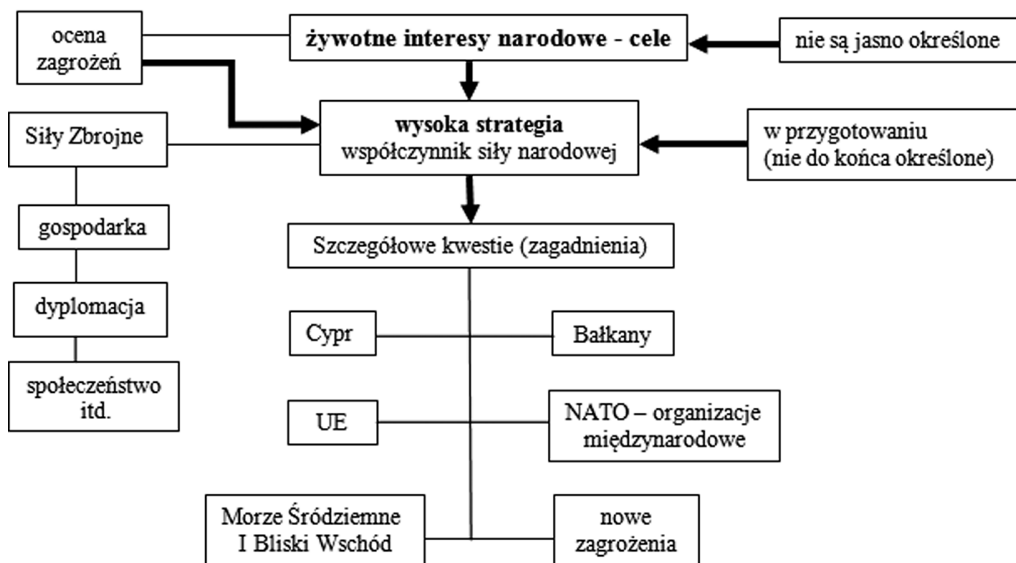 ocena
zagrożeń
żywotne interesy narodowe - cele
nie są jasno określone
wysoka strategia
współczynnik siły narodowej
Siły Zbrojne
w przygotowaniu
(nie do końca określone)
gospodarka
Szczegółowe kwestie (zagadnienia)
dyplomacja
Cypr
Bałkany
społeczeństwo
itd.
UE
NATO – organizacje
międzynarodowe
Morze Śródziemne
I Bliski Wschód
nowe
zagrożenia